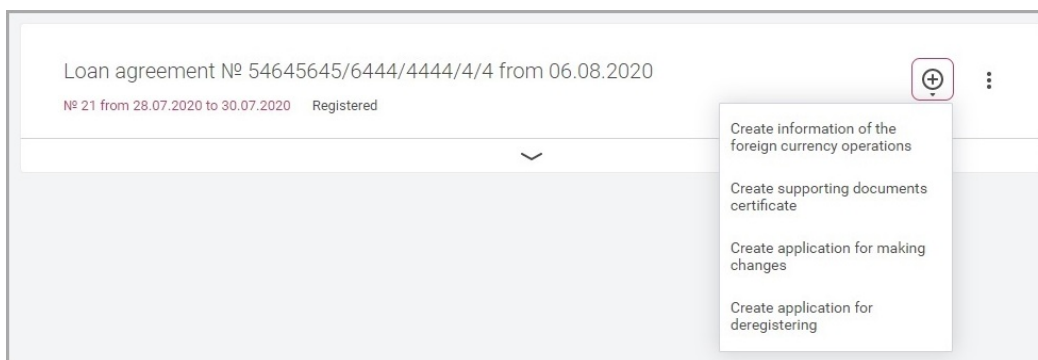 Loan agreement № 54645645/6444/4444/4/4 from 06.08.2020
№ 21 from 28.07.2020 to 30.07.2020 Registered
Create information of the
foreign currency operations
Create supporting documents
certificate
Create application for making
changes
Create application for
deregistering